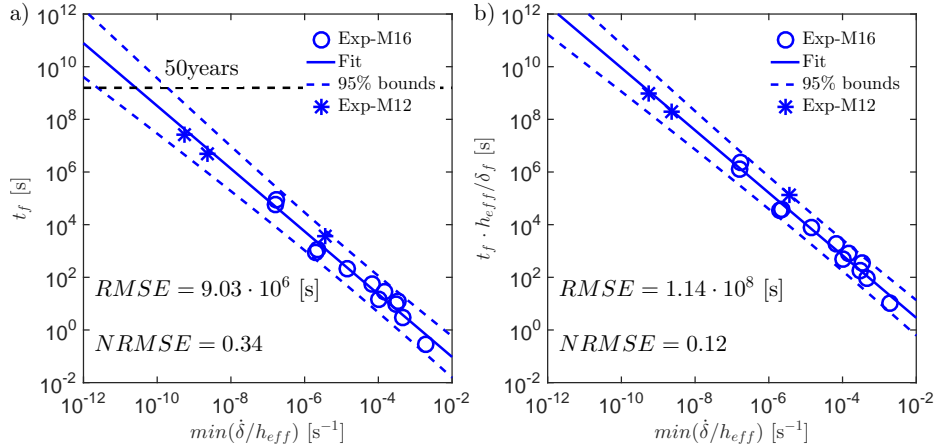 a)
10^12
10^10
10^8
10^6
10^4
10^2
10^0
10^-2
t_f [s]
50years
Exp-M16
Fit
95% bounds
Exp-M12
RMSE = 9.03 · 10^6 [s]
NRMSE = 0.34
10^-12 10^-10 10^-8 10^-6 10^-4 10^-2
min(δ̇/h_eff) [s^-1]
b)
10^12
10^10
10^8
10^6
10^4
10^2
10^0
10^-2
t_f · h_eff/δ_f [s]
Exp-M16
Fit
95% bounds
Exp-M12
RMSE = 1.14 · 10^8 [s]
NRMSE = 0.12
10^-12 10^-10 10^-8 10^-6 10^-4 10^-2
min(δ̇/h_eff) [s^-1]